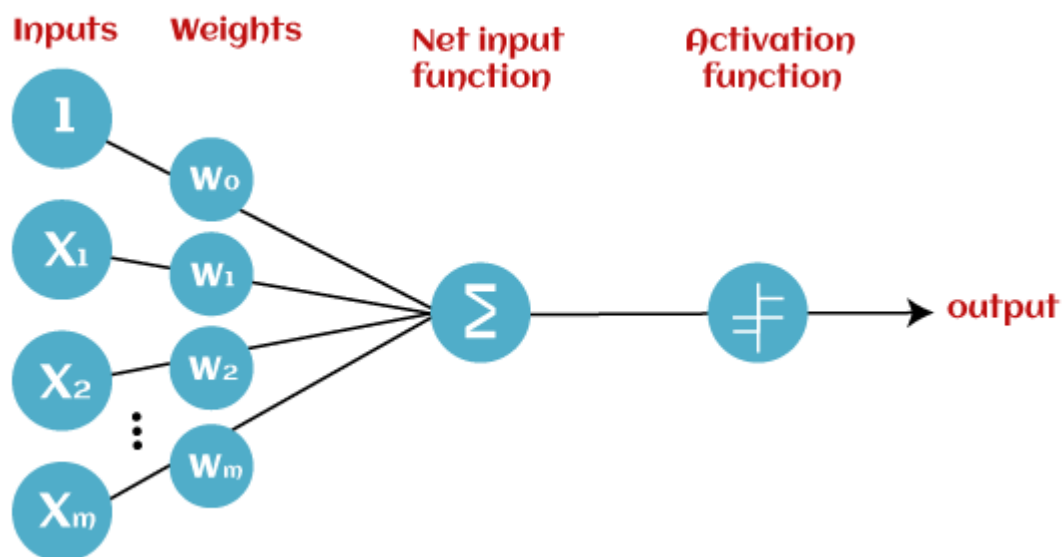 Inputs Weights Net input function Activation function
1
W₀
X₁
W₁
Σ
output
X₂
W₂
⋮
Wₘ
Xₘ